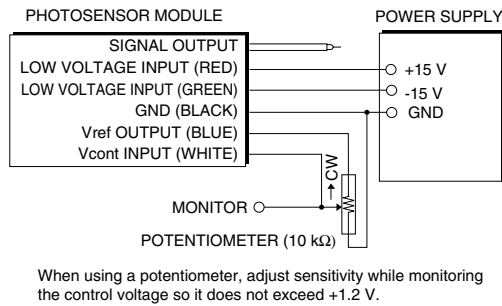 PHOTOSENSOR MODULE
POWER SUPPLY
SIGNAL OUTPUT
LOW VOLTAGE INPUT (RED)
+15 V
LOW VOLTAGE INPUT (GREEN)
-15 V
GND (BLACK)
GND
Vref OUTPUT (BLUE)
Vcont INPUT (WHITE)
CW
MONITOR
POTENTIOMETER (10 kΩ)
When using a potentiometer, adjust sensitivity while monitoring
the control voltage so it does not exceed +1.2 V.